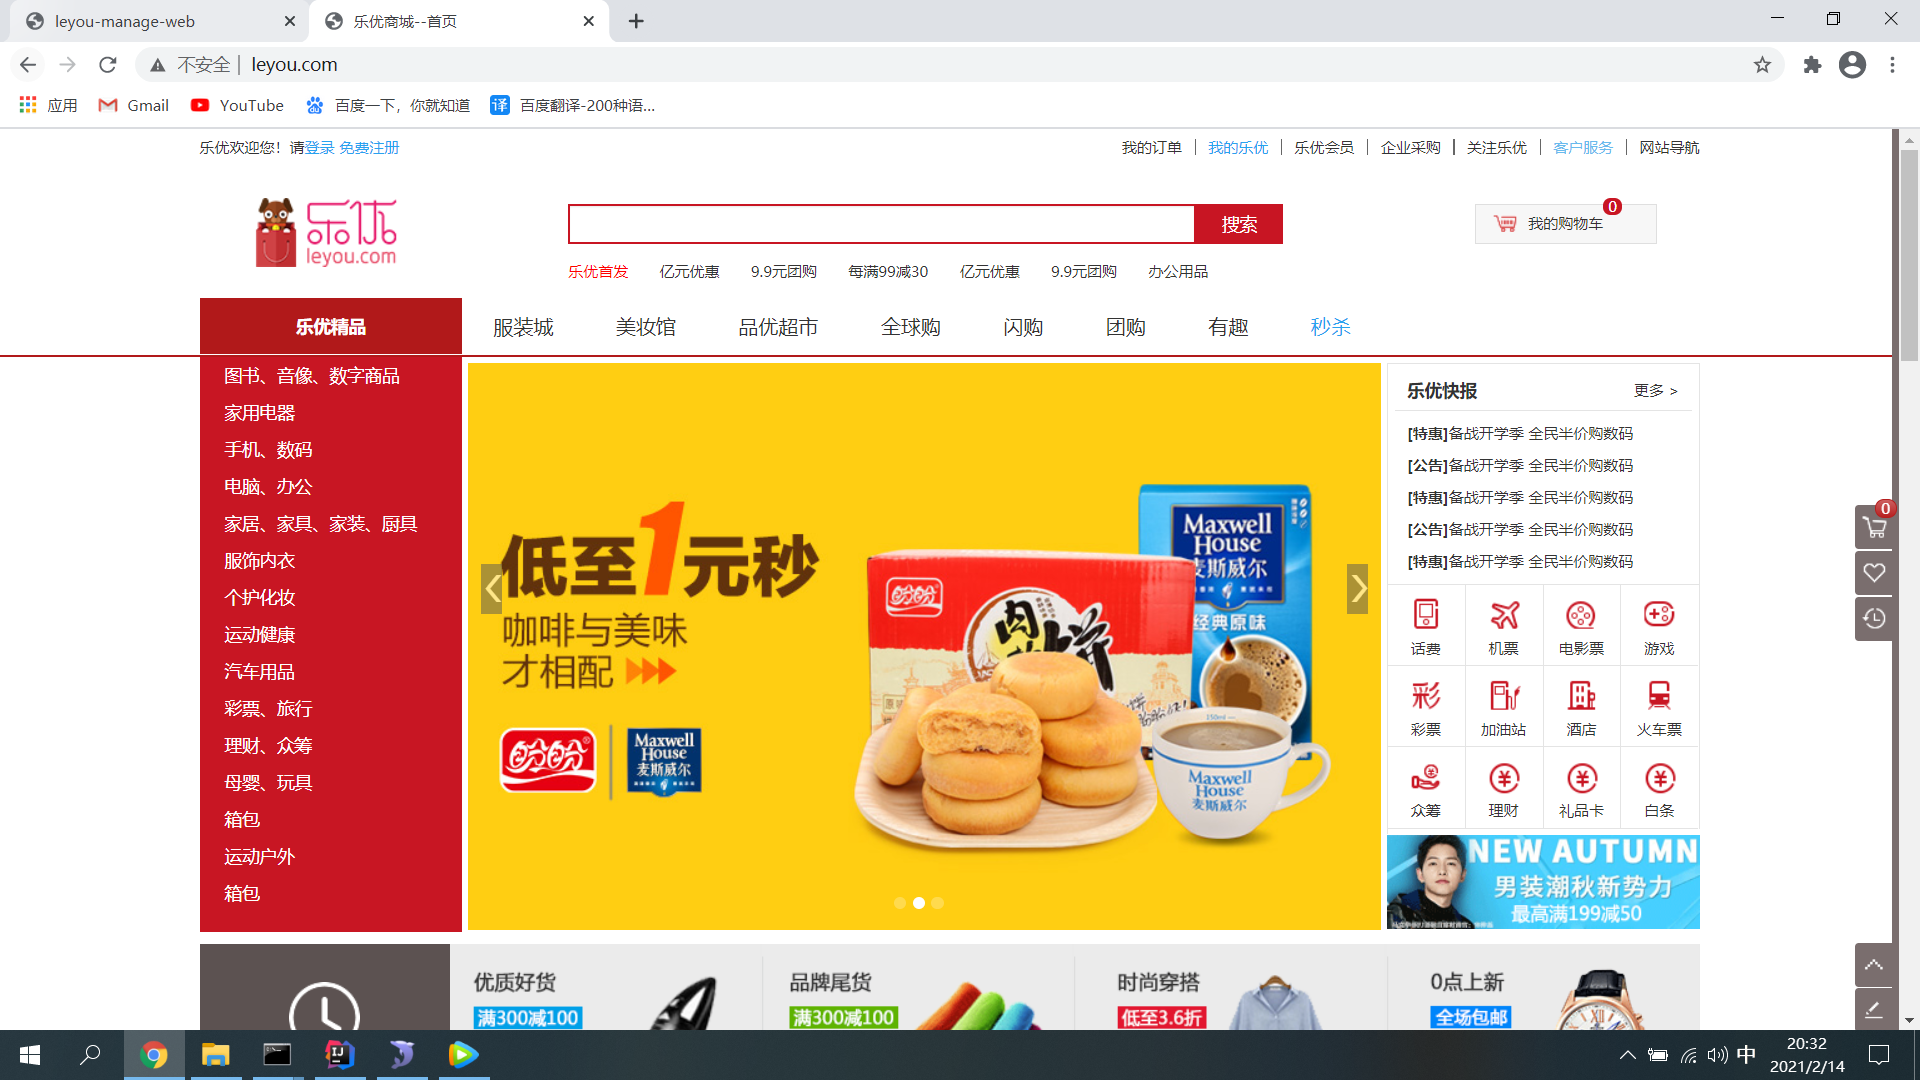 leyou-manage-web
乐优商城--首页
不安全
leyou.com
应用
Gmail
YouTube
百度一下，你就知道
百度翻译-200种语...
乐优欢迎您！请登录 免费注册
我的订单
我的乐优
乐优会员
企业采购
关注乐优
客户服务
网站导航
乐优
leyou.com
搜索
我的购物车
0
乐优首发
亿元优惠
9.9元团购
每满99减30
亿元优惠
9.9元团购
办公用品
乐优精品
服装城
美妆馆
品优超市
全球购
闪购
团购
有趣
秒杀
图书、音像、数字商品
家用电器
手机、数码
电脑、办公
家居、家具、家装、厨具
服饰内衣
个护化妆
运动健康
汽车用品
彩票、旅行
理财、众筹
母婴、玩具
箱包
运动户外
箱包
低至1元秒
咖啡与美味
才相配
盼盼
Maxwell
House
麦斯威尔
盼盼
肉松饼
Maxwell
House
麦斯威尔
经典原味
150ml
Maxwell
House
麦斯威尔
乐优快报
更多 >
[特惠]备战开学季 全民半价购数码
[公告]备战开学季 全民半价购数码
[特惠]备战开学季 全民半价购数码
[公告]备战开学季 全民半价购数码
[特惠]备战开学季 全民半价购数码
话费
机票
电影票
游戏
彩
彩票
加油站
酒店
火车票
众筹
理财
礼品卡
白条
NEW AUTUMN
男装潮秋新势力
最高满199减50
0
优质好货
满300减100
品牌尾货
满300减100
时尚穿搭
低至3.6折
0点上新
全场包邮
IJ
中
20:32
2021/2/14